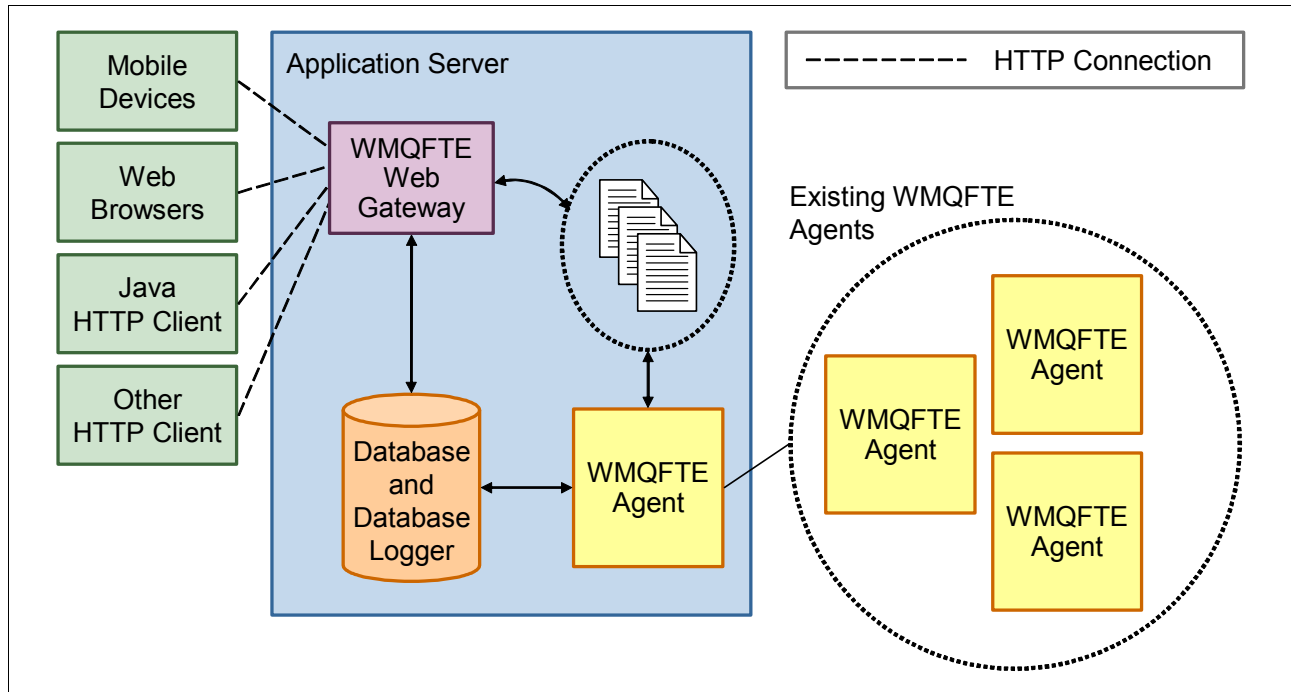 Mobile
Devices
Web
Browsers
Java
HTTP Client
Other
HTTP Client
Application Server
WMQFTE
Web
Gateway
Database
and
Database
Logger
WMQFTE
Agent
HTTP Connection
Existing WMQFTE
Agents
WMQFTE
Agent
WMQFTE
Agent
WMQFTE
Agent